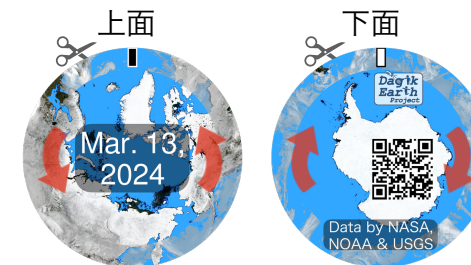 上面
下面
Mar. 13,
2024
Dagik
Earth
Project
Data by NASA,
NOAA & USGS